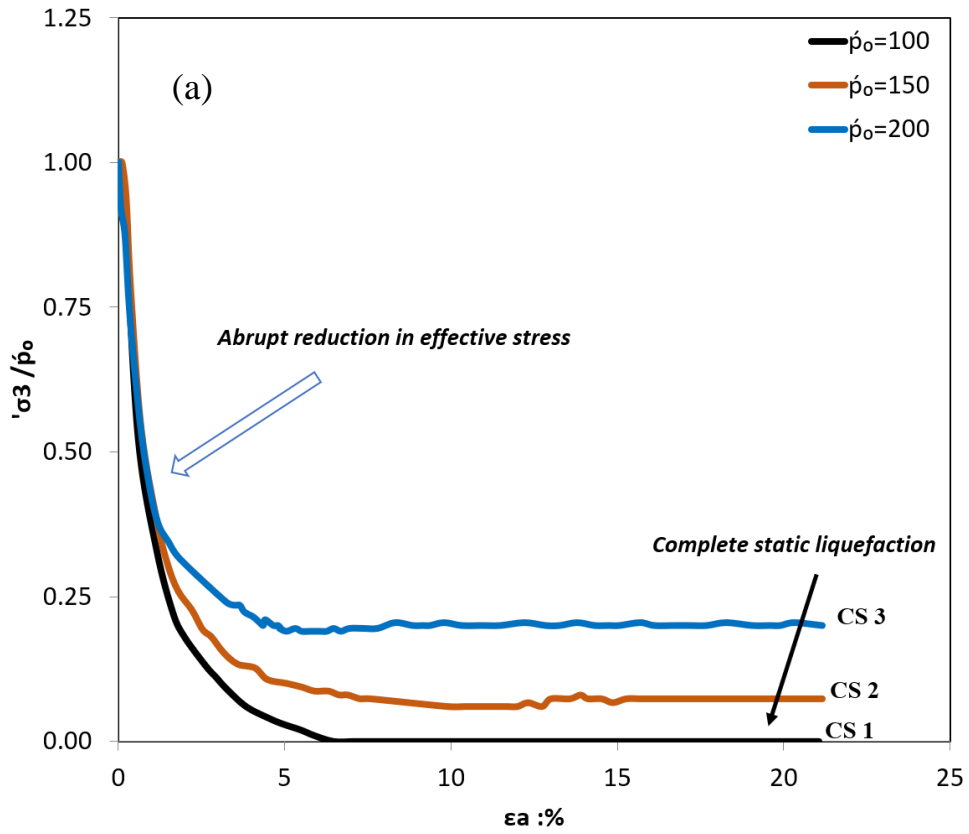 1.25
1.00
0.75
0.50
0.25
0.00
'σ3 /ṕₒ
(a)
ṕₒ=100
ṕₒ=150
ṕₒ=200
Abrupt reduction in effective stress
Complete static liquefaction
CS 3
CS 2
CS 1
0 5 10 15 20 25
εa :%